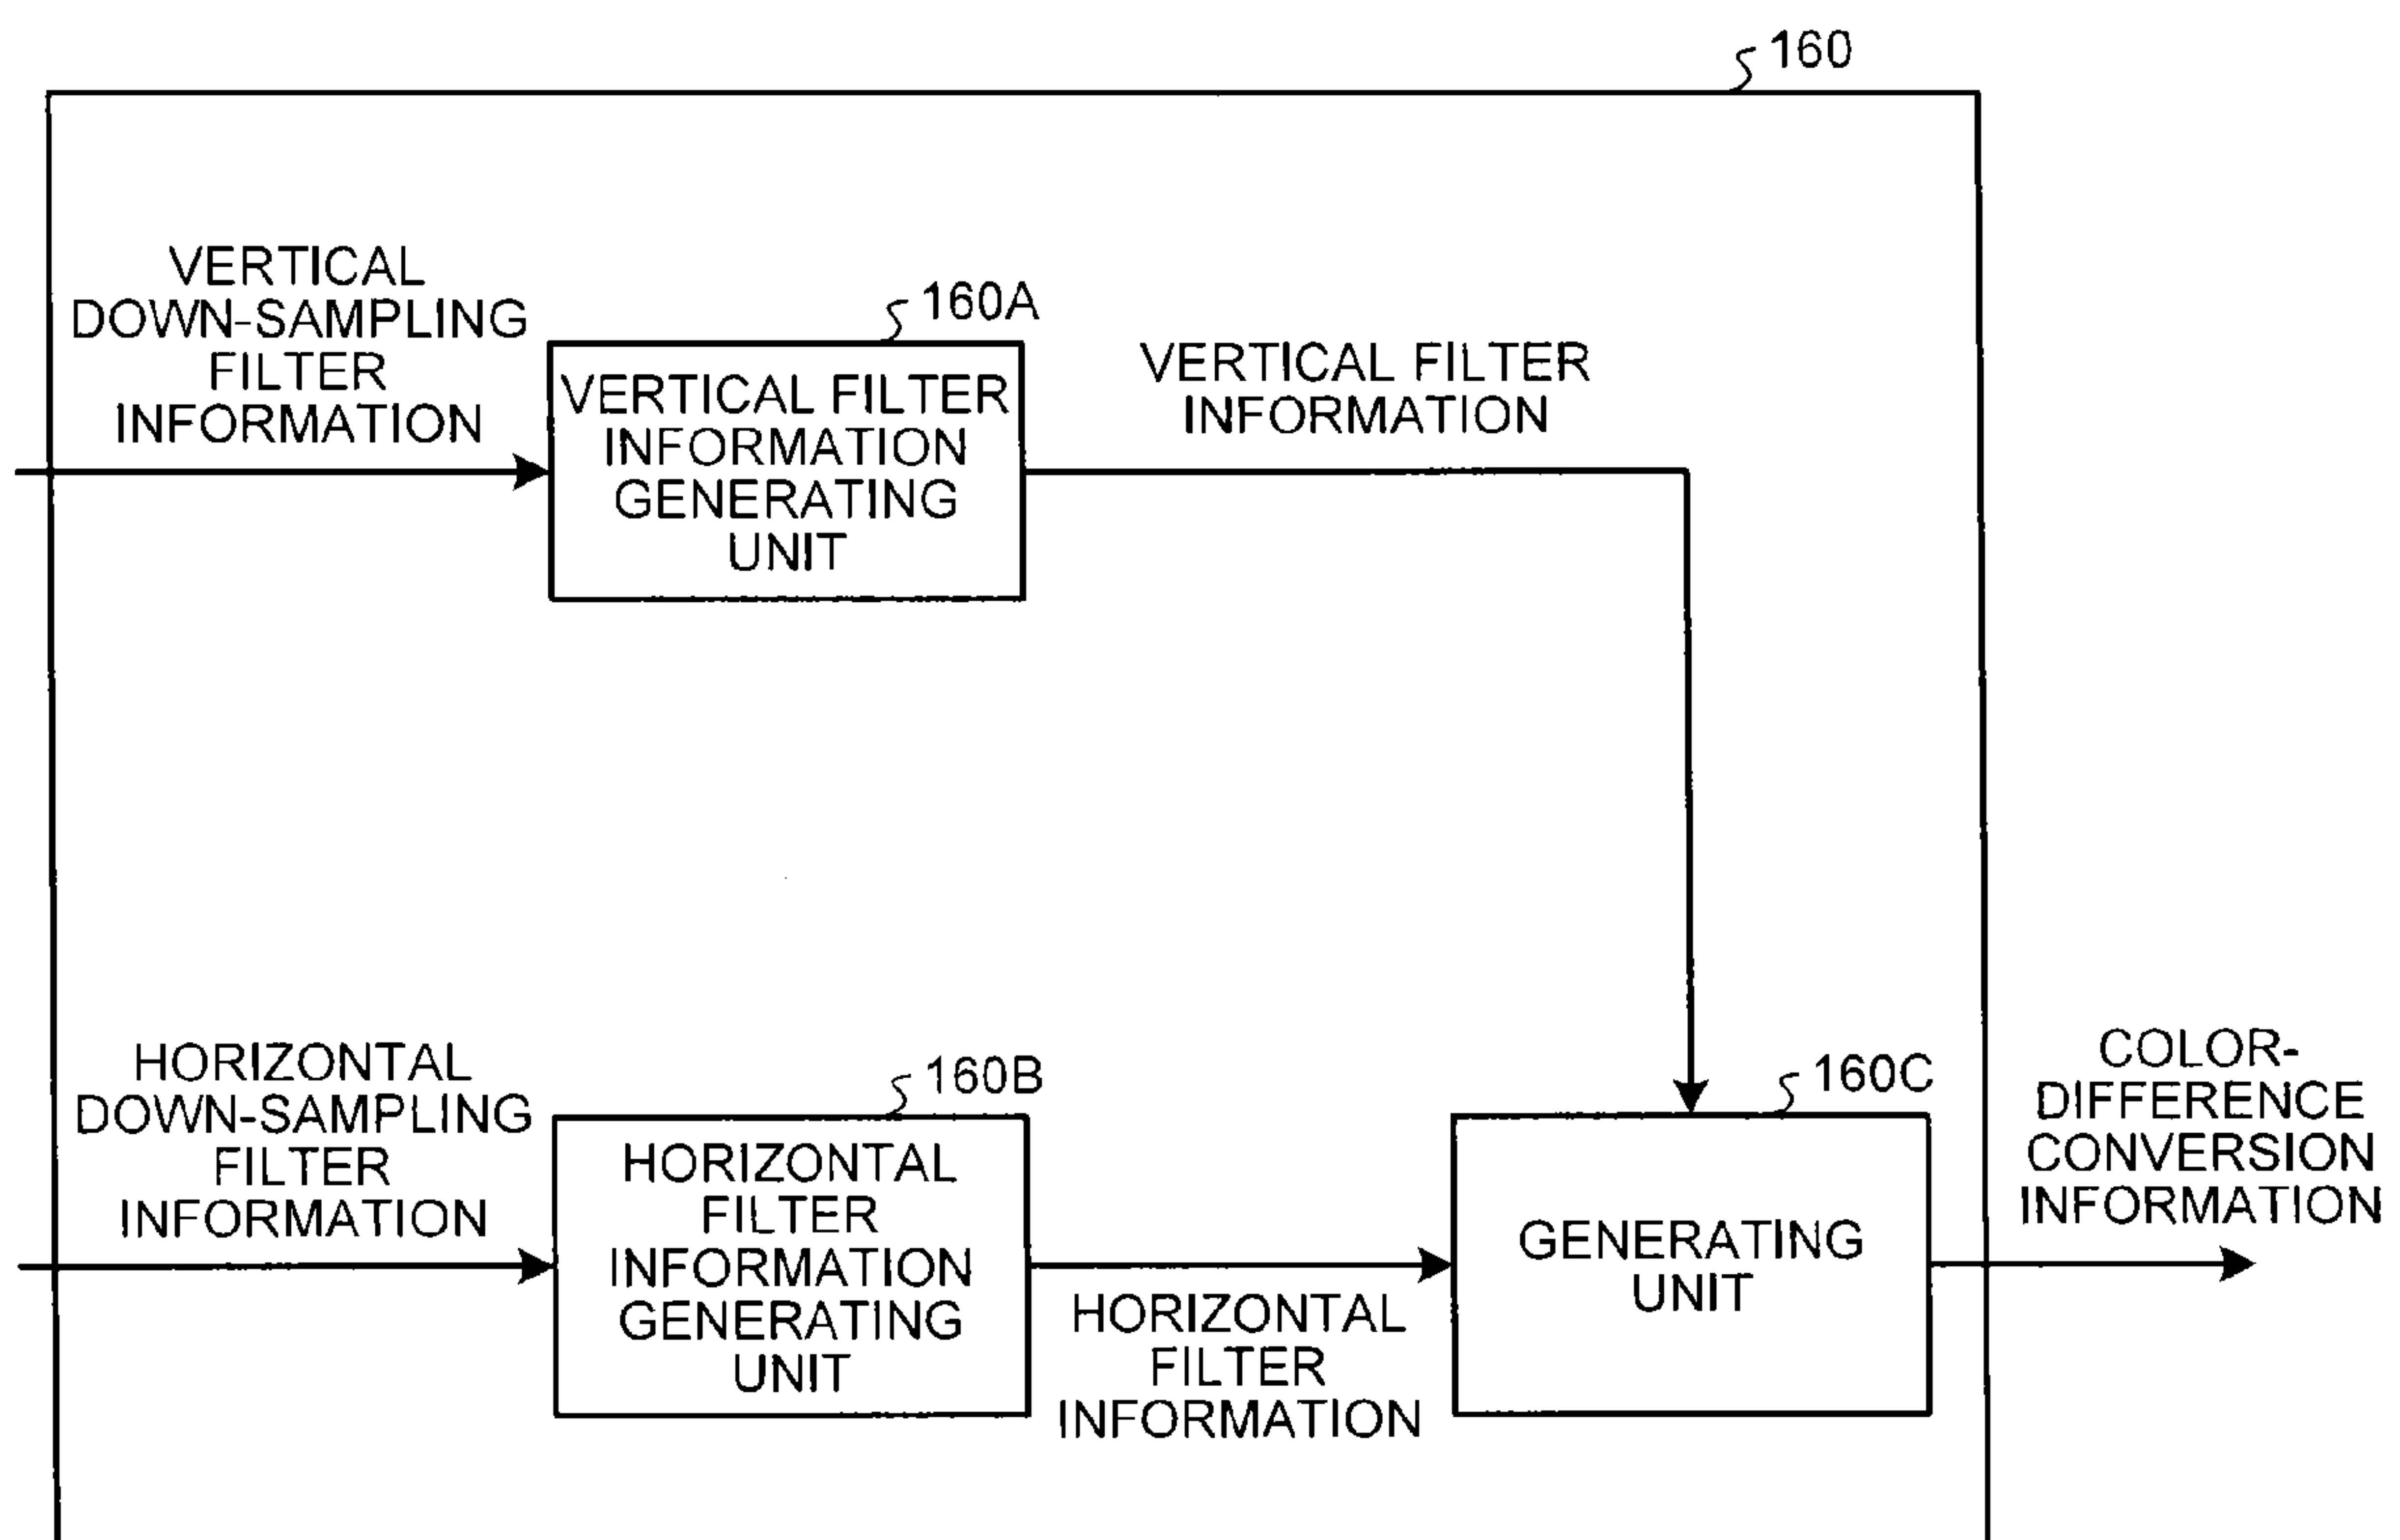 160
VERTICAL
DOWN-SAMPLING
FILTER
INFORMATION
160A
VERTICAL FILTER
INFORMATION
GENERATING
UNIT
VERTICAL FILTER
INFORMATION
HORIZONTAL
DOWN-SAMPLING
FILTER
INFORMATION
160B
HORIZONTAL
FILTER
INFORMATION
GENERATING
UNIT
HORIZONTAL
FILTER
INFORMATION
160C
GENERATING
UNIT
COLOR-
DIFFERENCE
CONVERSION
INFORMATION